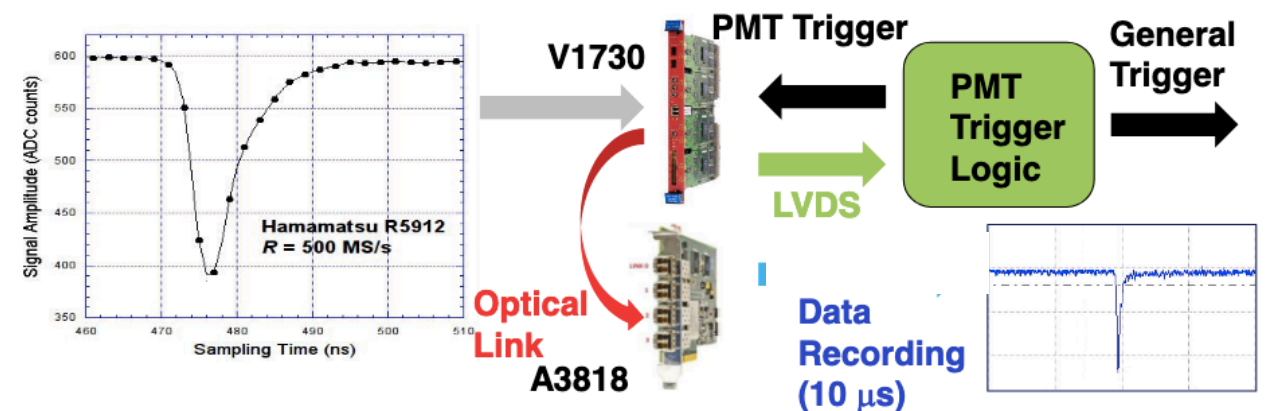 Signal Amplitude (ADC counts)
600
550
500
450
400
350
460
470
480
490
500
510
Sampling Time (ns)
Hamamatsu R5912
R = 500 MS/s
V1730
PMT Trigger
General
Trigger
PMT
Trigger
Logic
LVDS
Optical
Link
A3818
Data
Recording
(10 μs)